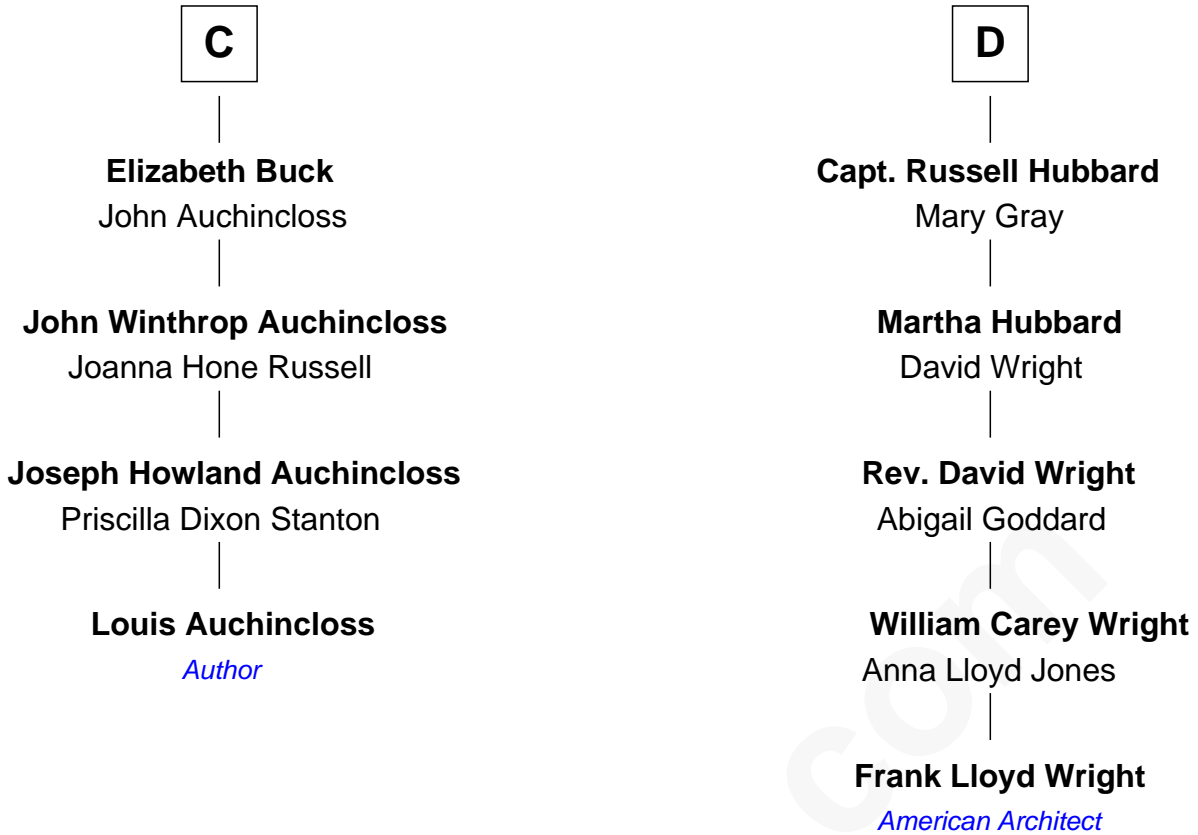 C
Elizabeth Buck
John Auchincloss
John Winthrop Auchincloss
Joanna Hone Russell
Joseph Howland Auchincloss
Priscilla Dixon Stanton
Louis Auchincloss
Author
D
Capt. Russell Hubbard
Mary Gray
Martha Hubbard
David Wright
Rev. David Wright
Abigail Goddard
William Carey Wright
Anna Lloyd Jones
Frank Lloyd Wright
American Architect
com